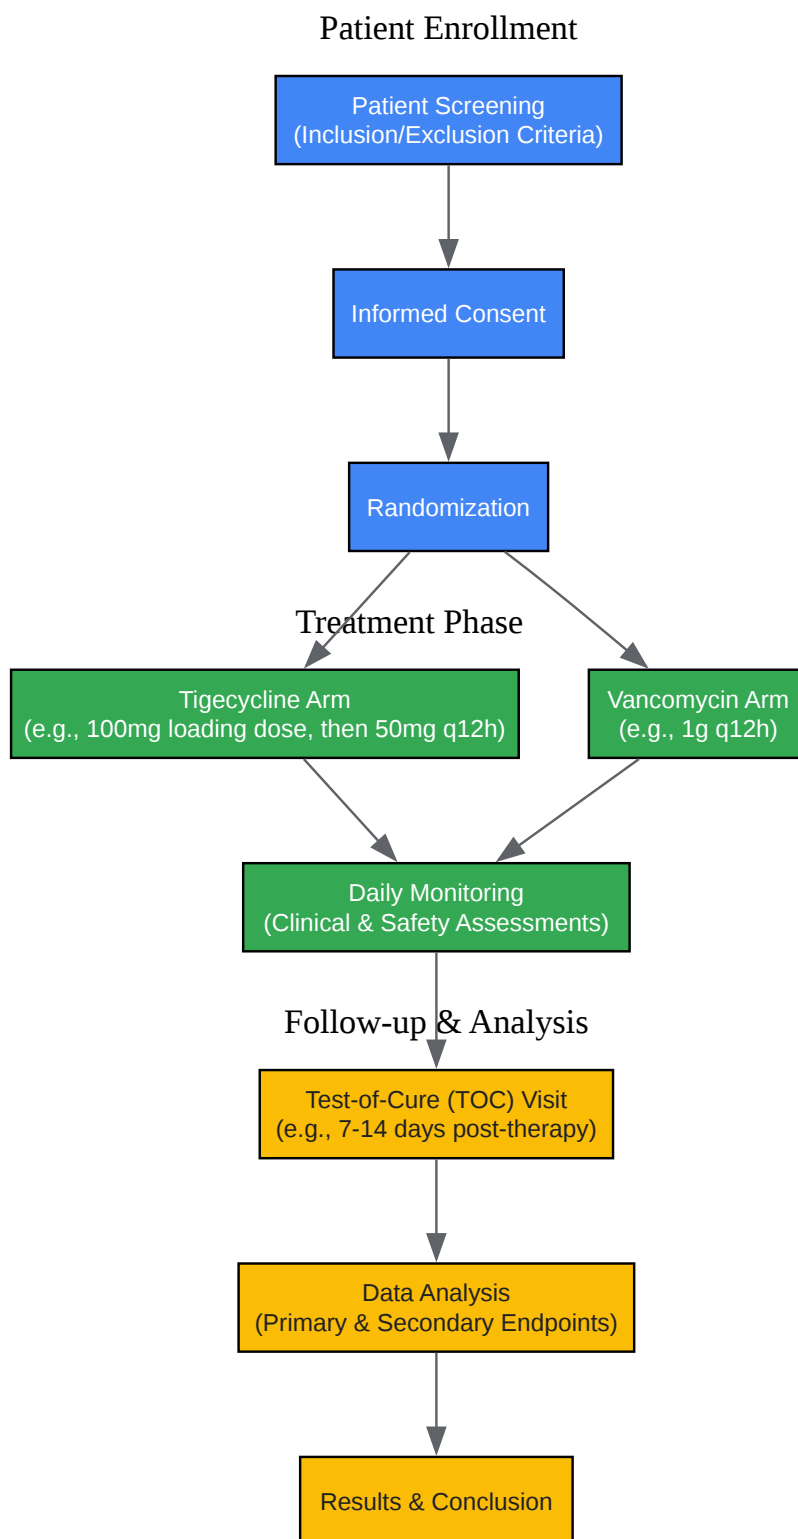 Patient Enrollment
Patient Screening
(Inclusion/Exclusion Criteria)
Informed Consent
Randomization
Treatment Phase
Tigecycline Arm
(e.g., 100mg loading dose, then 50mg q12h)
Vancomycin Arm
(e.g., 1g q12h)
Daily Monitoring
(Clinical & Safety Assessments)
Follow-up & Analysis
Test-of-Cure (TOC) Visit
(e.g., 7-14 days post-therapy)
Data Analysis
(Primary & Secondary Endpoints)
Results & Conclusion